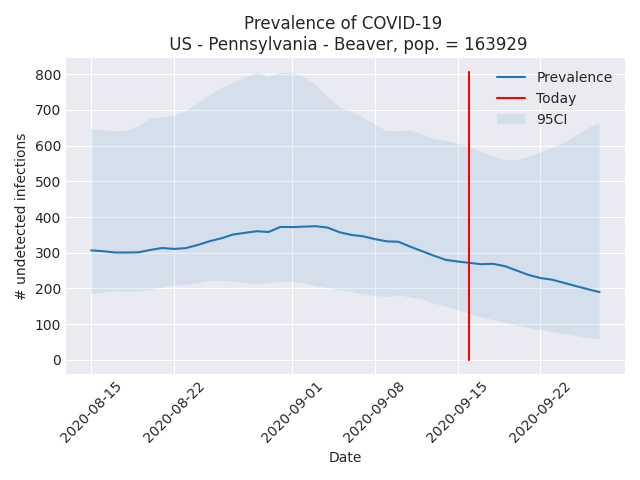 Prevalence of COVID-19
US - Pennsylvania - Beaver, pop. = 163929
Prevalence
Today
95CI
# undetected infections
800
700
600
500
400
300
200
100
0
2020-08-15
2020-08-22
2020-09-01
2020-09-08
2020-09-15
2020-09-22
Date